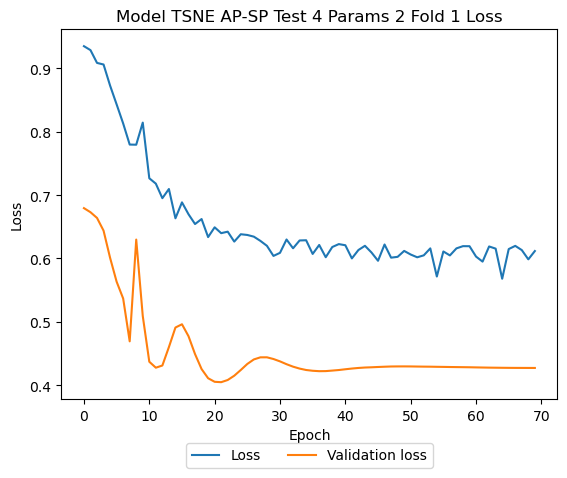 Model TSNE AP-SP Test 4 Params 2 Fold 1 Loss
0.9
0.8
0.7
0.6
0.5
0.4
Loss
0 10 20 30 40 50 60 70
Epoch
Loss Validation loss